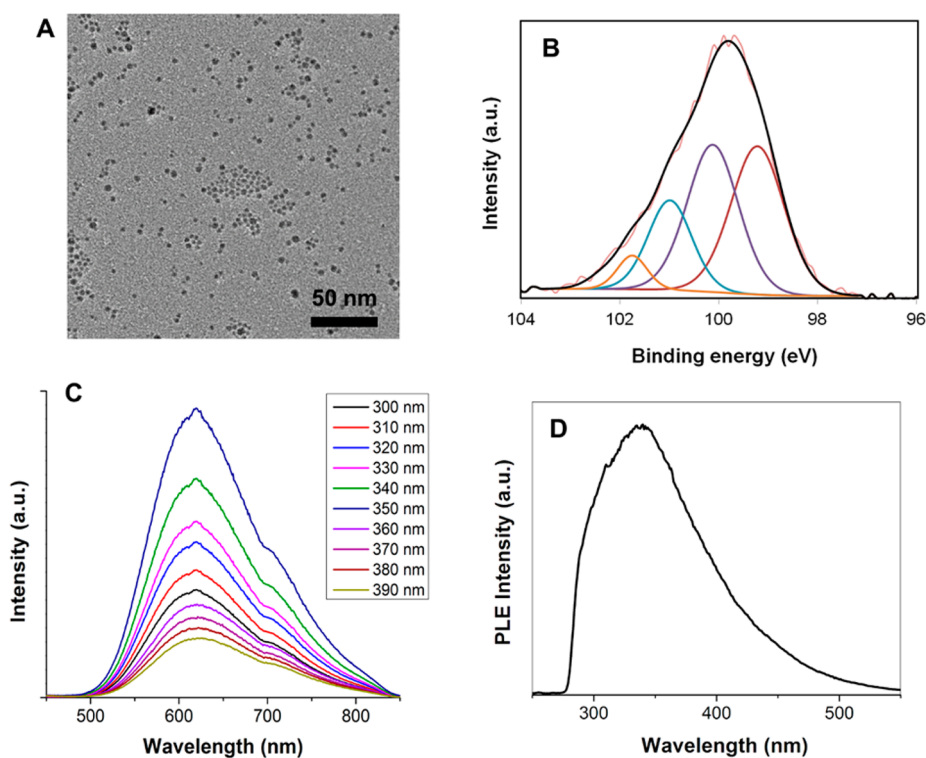 A
50 nm
B
Intensity (a.u.)
104 102 100 98 96
Binding energy (eV)
C
Intensity (a.u.)
300 nm
310 nm
320 nm
330 nm
340 nm
350 nm
360 nm
370 nm
380 nm
390 nm
500 600 700 800
Wavelength (nm)
D
PLE Intensity (a.u.)
300 400 500
Wavelength (nm)